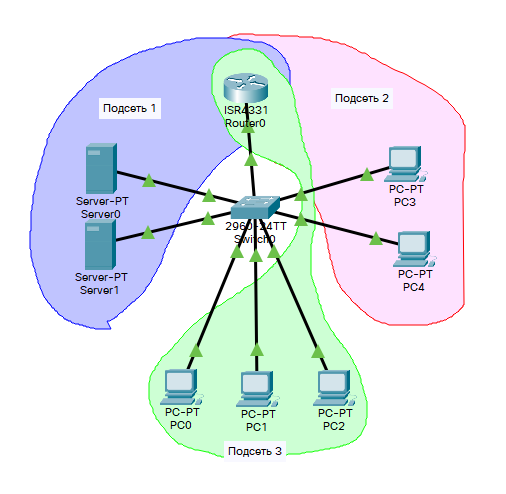 Подсеть 1
ISR4331
Router0
Подсеть 2
Server-PT
Server0
PC-PT
PC3
2960-24TT
Switch0
Server-PT
Server1
PC-PT
PC4
PC-PT
PC0
PC-PT
PC1
PC-PT
PC2
Подсеть 3